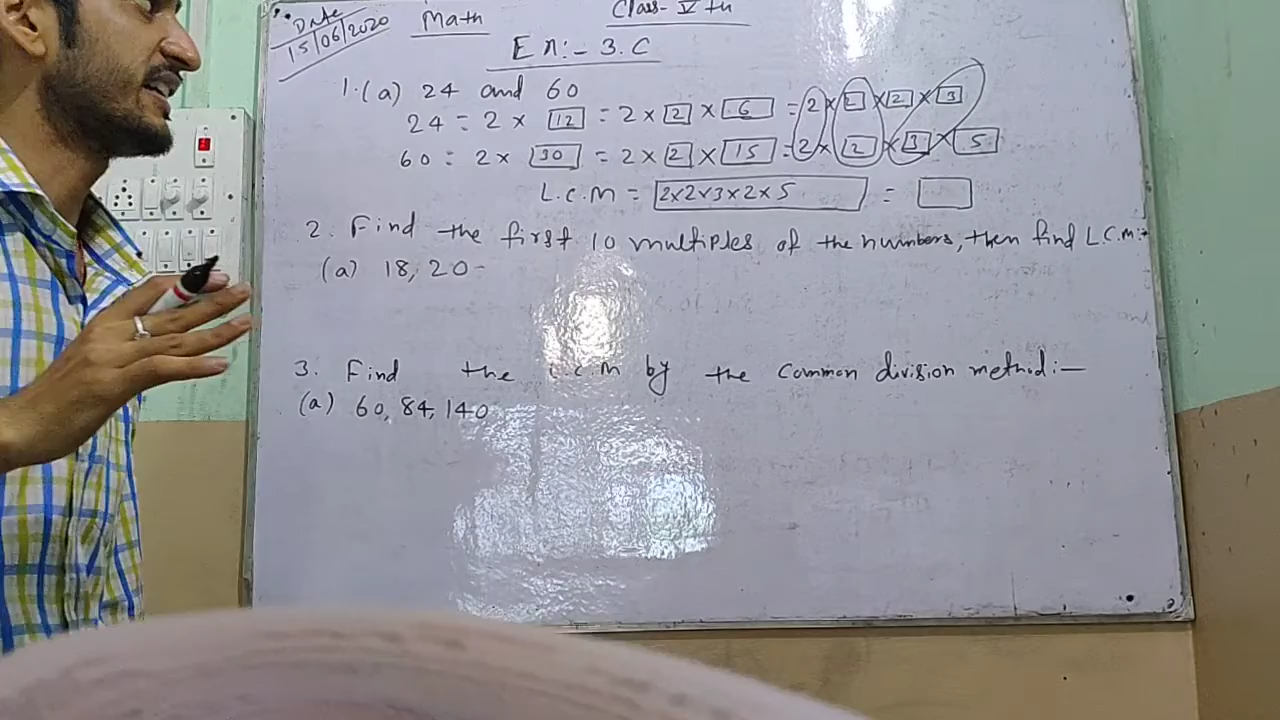 Date
15/06/2020
Math
Class- V th
Ex:- 3.C
1.(a) 24 and 60
24 = 2 × 12 = 2 × 2 × 6 = 2 × 2 × 2 × 3
60 = 2 × 30 = 2 × 2 × 15 = 2 × 2 × 3 × 5
L.C.M = 2×2×3×2×5 =
2. Find the first 10 multiples of the numbers, then find L.C.M:-
(a) 18, 20-
3. Find the L.C.M by the Common division method:-
(a) 60, 84, 140